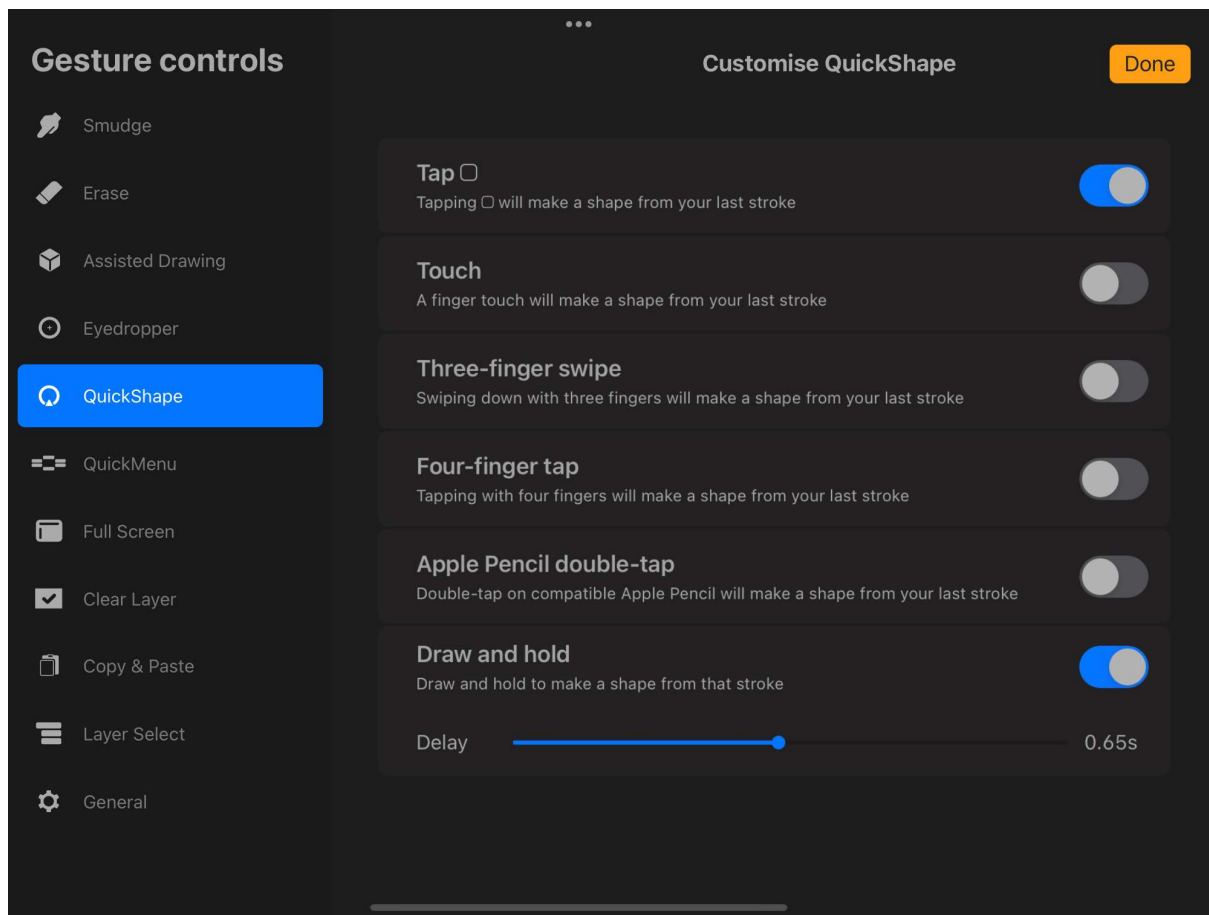 Gesture controls
Smudge
Erase
Assisted Drawing
Eyedropper
QuickShape
QuickMenu
Full Screen
Clear Layer
Copy & Paste
Layer Select
General
Customise QuickShape
Done
Tap
Tapping will make a shape from your last stroke
Touch
A finger touch will make a shape from your last stroke
Three-finger swipe
Swiping down with three fingers will make a shape from your last stroke
Four-finger tap
Tapping with four fingers will make a shape from your last stroke
Apple Pencil double-tap
Double-tap on compatible Apple Pencil will make a shape from your last stroke
Draw and hold
Draw and hold to make a shape from that stroke
Delay 0.65s